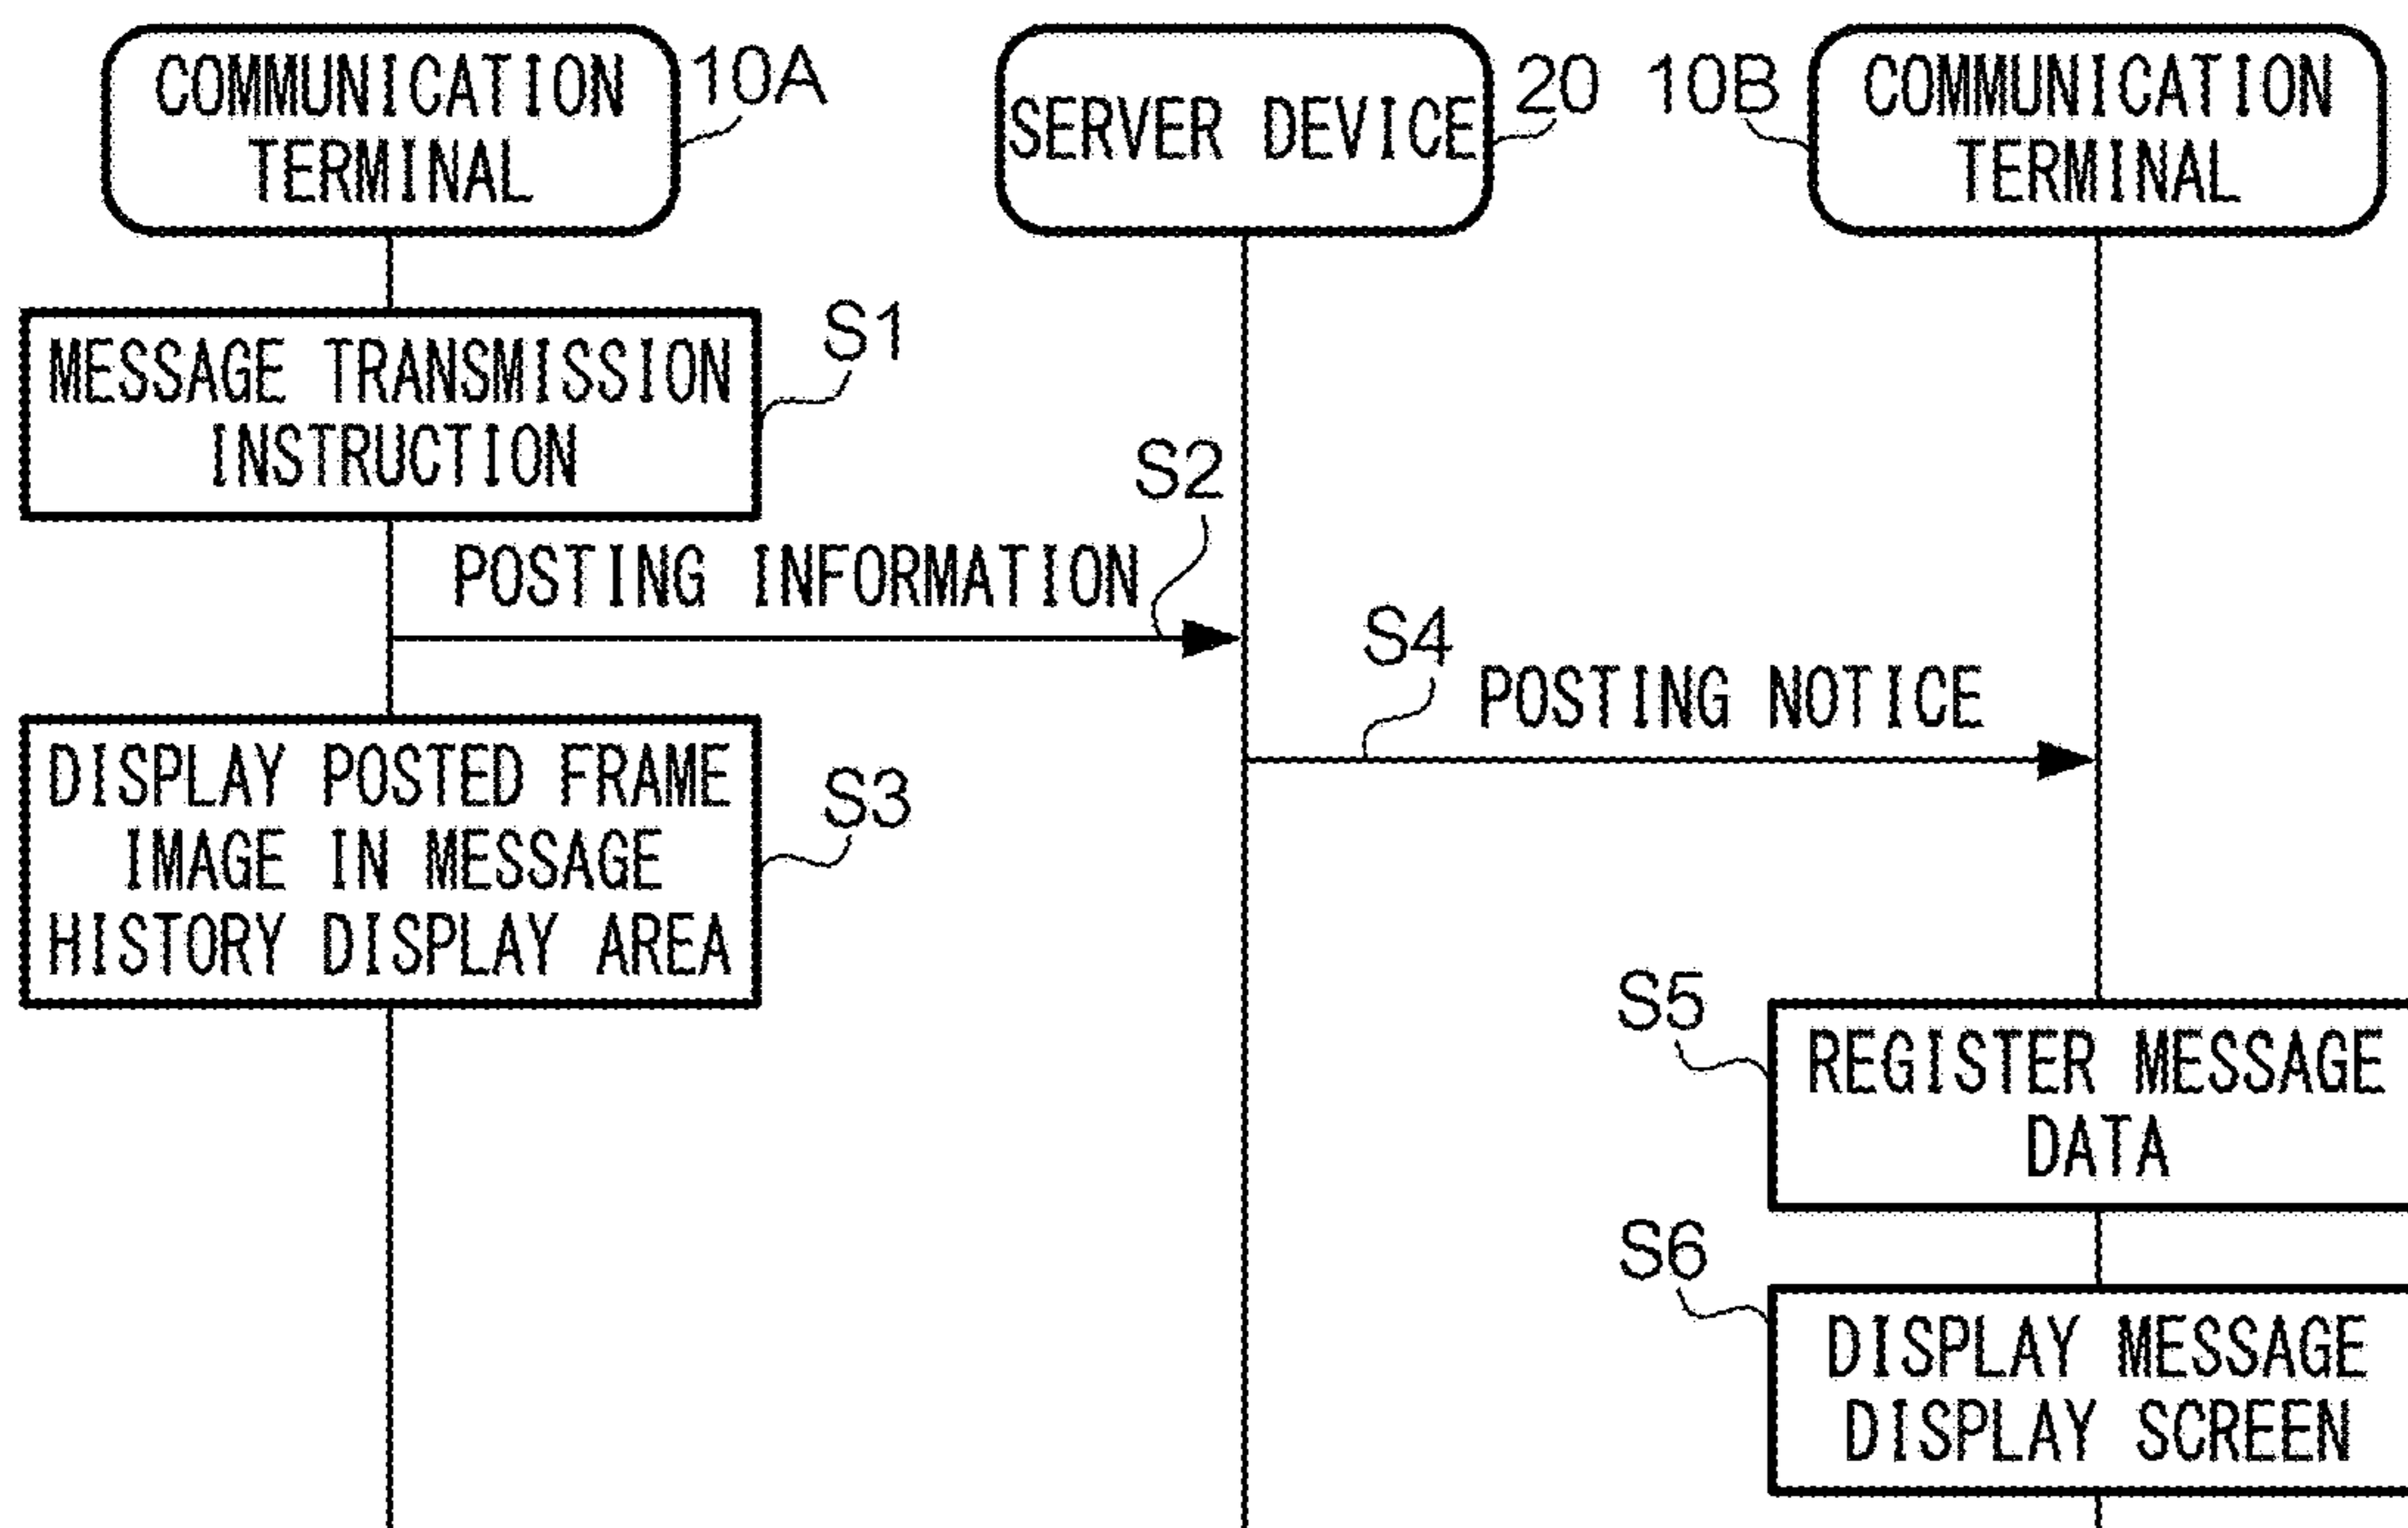 COMMUNICATION
TERMINAL
10A
SERVER DEVICE
20
10B
COMMUNICATION
TERMINAL
MESSAGE TRANSMISSION
INSTRUCTION
S1
S2
POSTING INFORMATION
S4
POSTING NOTICE
DISPLAY POSTED FRAME
IMAGE IN MESSAGE
HISTORY DISPLAY AREA
S3
S5
REGISTER MESSAGE
DATA
S6
DISPLAY MESSAGE
DISPLAY SCREEN